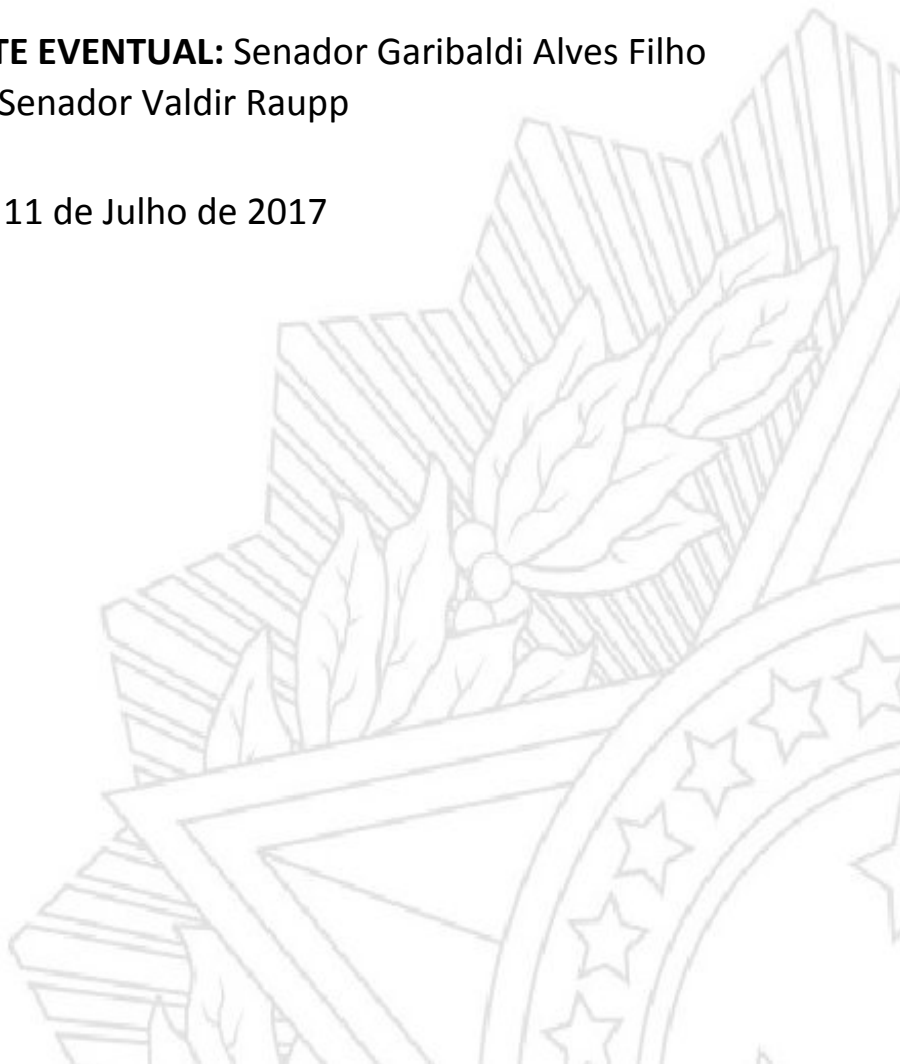 TE EVENTUAL: Senador Garibaldi Alves Filho
Senador Valdir Raupp
11 de Julho de 2017